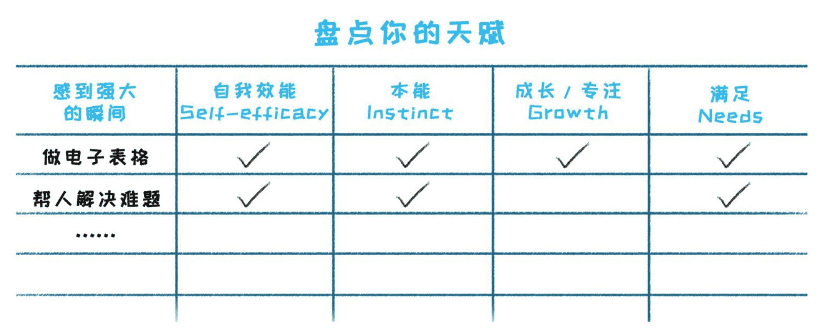 盘点你的天赋
感到强大 自我效能 本能 成长 / 专注 满足
的瞬间 Self-efficacy Instinct Growth Needs
做电子表格 ✓ ✓ ✓ ✓
帮人解决难题 ✓ ✓ ✓
……